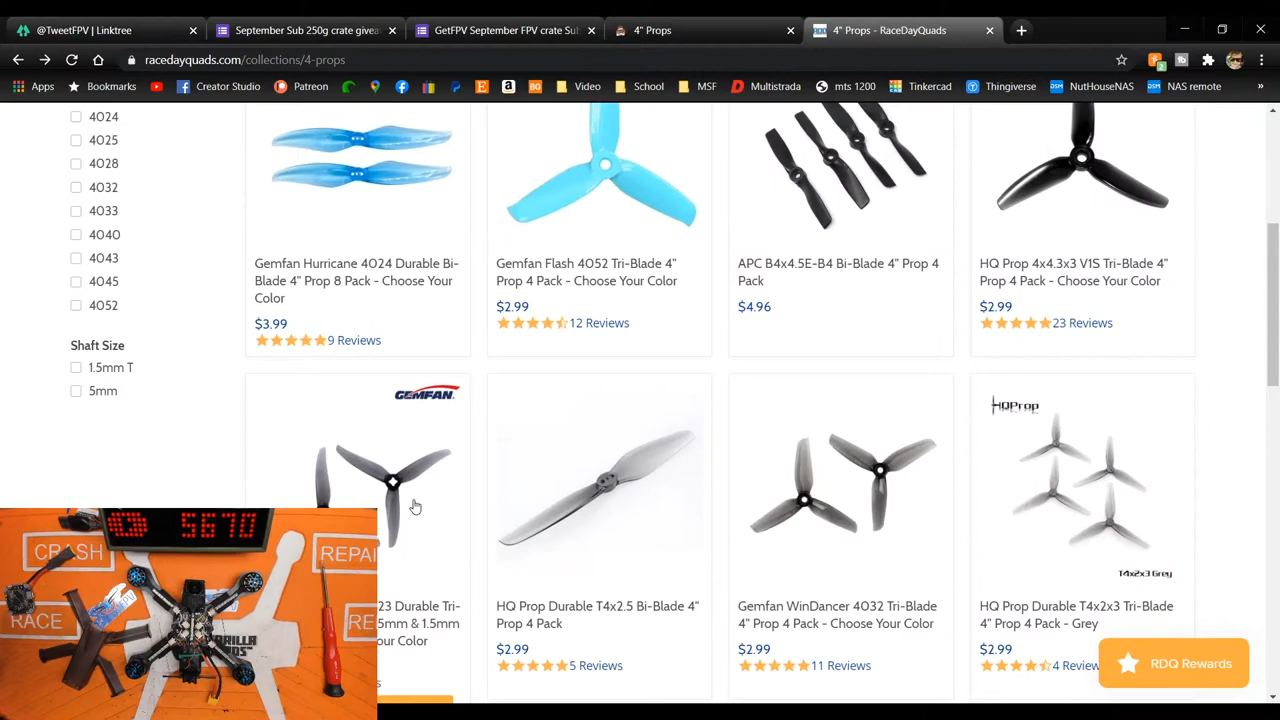 @TweetFPV | Linktree
September Sub 250g crate givea
GetFPV September FPV crate Sub
4" Props
4" Props - RaceDayQuads
racedayquads.com/collections/4-props
Apps
Bookmarks
Creator Studio
Patreon
Video
School
MSF
Multistrada
mts 1200
Tinkercad
Thingiverse
NutHouseNAS
NAS remote
4024
4025
4028
4032
4033
4040
4043
4045
4052
Shaft Size
1.5mm T
5mm
Gemfan Hurricane 4024 Durable Bi-
Blade 4" Prop 8 Pack - Choose Your
Color
$3.99
9 Reviews
Gemfan Flash 4052 Tri-Blade 4"
Prop 4 Pack - Choose Your Color
$2.99
12 Reviews
APC B4x4.5E-B4 Bi-Blade 4" Prop 4
Pack
$4.96
HQ Prop 4x4.3x3 V1S Tri-Blade 4"
Prop 4 Pack - Choose Your Color
$2.99
23 Reviews
GEMFAN
23 Durable Tri-
5mm & 1.5mm
our Color
HQ Prop Durable T4x2.5 Bi-Blade 4"
Prop 4 Pack
$2.99
5 Reviews
Gemfan WinDancer 4032 Tri-Blade
4" Prop 4 Pack - Choose Your Color
$2.99
11 Reviews
HQProp
T4x2x3 Grey
HQ Prop Durable T4x2x3 Tri-Blade
4" Prop 4 Pack - Grey
$2.99
4 Review
RDQ Rewards
5670
CRASH
REPAI
RACE
RE